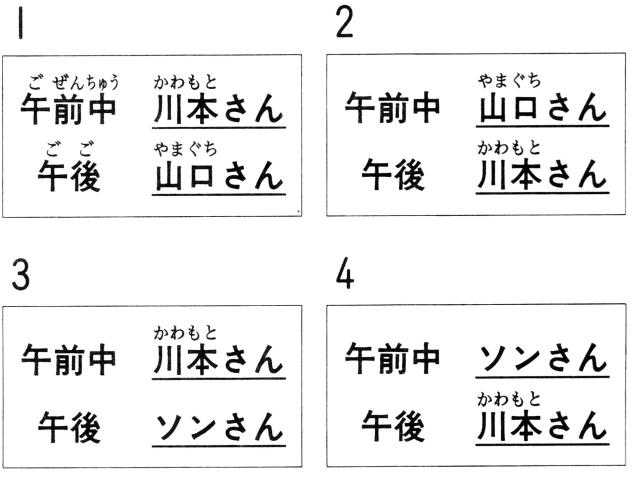 1
ご ぜんちゅう かわもと
午前中 川本さん
ご ご やまぐち
午後 山口さん
2
やまぐち
午前中 山口さん
かわもと
午後 川本さん
3
かわもと
午前中 川本さん
午後 ソンさん
4
午前中 ソンさん
かわもと
午後 川本さん